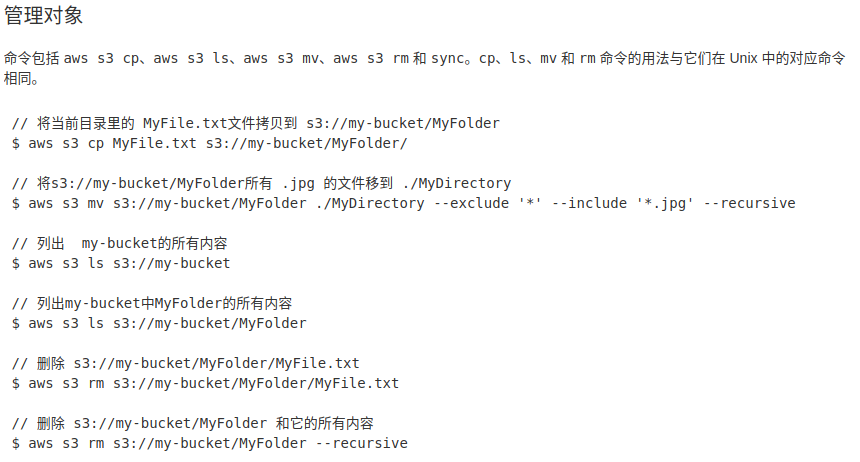 管理对象
命令包括 aws s3 cp、aws s3 ls、aws s3 mv、aws s3 rm 和 sync。cp、ls、mv 和 rm 命令的用法与它们在 Unix 中的对应命令
相同。
// 将当前目录里的 MyFile.txt文件拷贝到 s3://my-bucket/MyFolder
$ aws s3 cp MyFile.txt s3://my-bucket/MyFolder/
// 将s3://my-bucket/MyFolder所有 .jpg 的文件移到 ./MyDirectory
$ aws s3 mv s3://my-bucket/MyFolder ./MyDirectory --exclude '*' --include '*.jpg' --recursive
// 列出  my-bucket的所有内容
$ aws s3 ls s3://my-bucket
// 列出my-bucket中MyFolder的所有内容
$ aws s3 ls s3://my-bucket/MyFolder
// 删除 s3://my-bucket/MyFolder/MyFile.txt
$ aws s3 rm s3://my-bucket/MyFolder/MyFile.txt
// 删除 s3://my-bucket/MyFolder 和它的所有内容
$ aws s3 rm s3://my-bucket/MyFolder --recursive